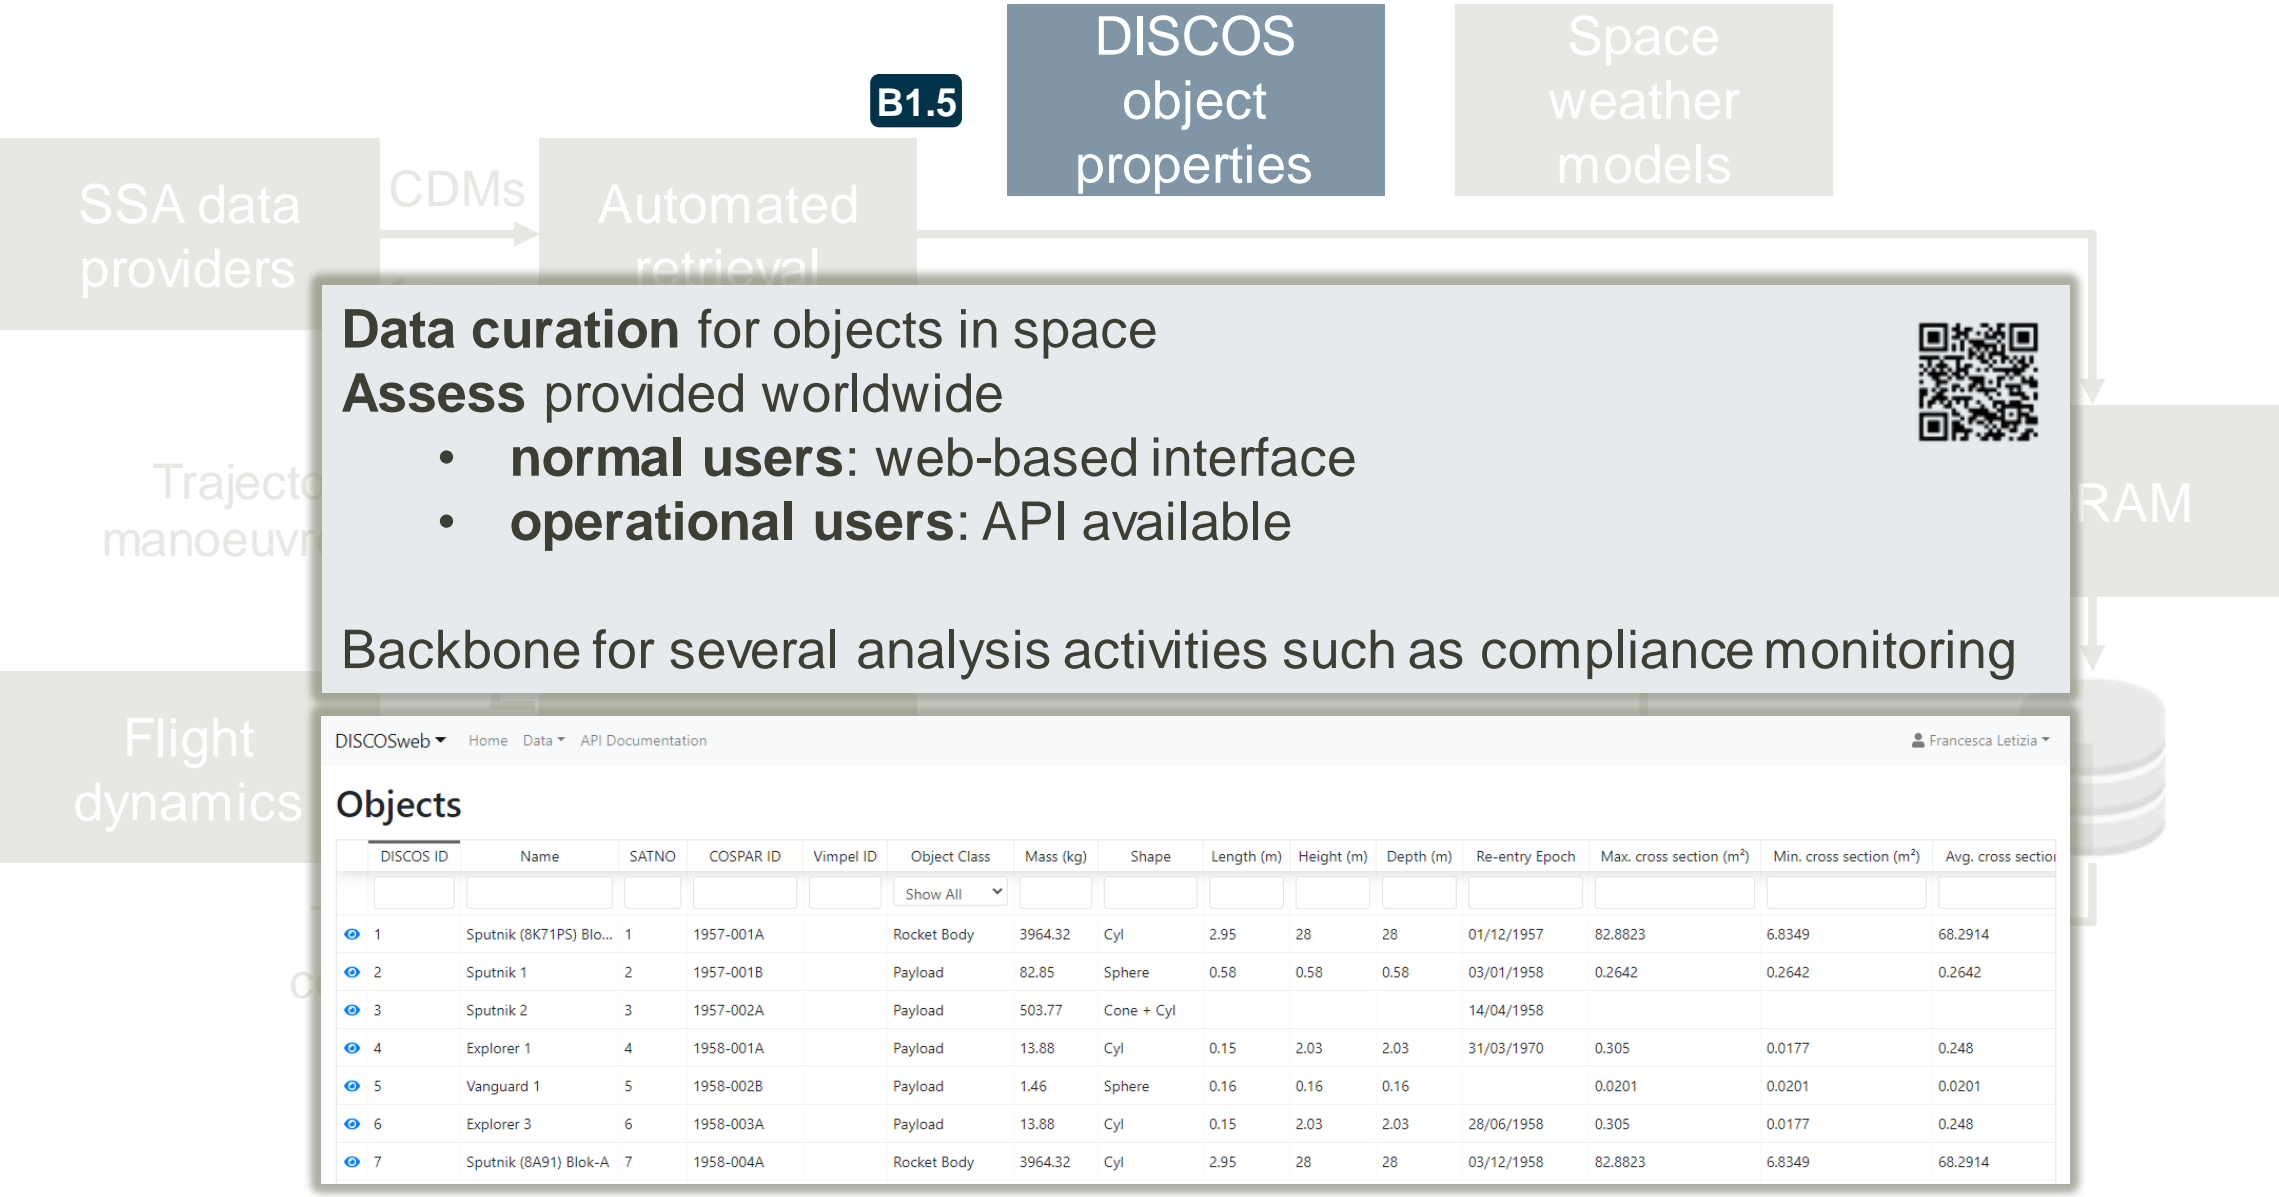 DISCOS
object
properties
Space
weather
models
B1.5
SSA data
providers
CDMs
Automated
retrieval
Data curation for objects in space
Assess provided worldwide
• normal users: web-based interface
• operational users: API available
Backbone for several analysis activities such as compliance monitoring
RAM
Flight
dynamics
DISCOSweb Home Data API Documentation Francesca Letizia
Objects
DISCOS ID Name SATNO COSPAR ID Vimpel ID Object Class Mass (kg) Shape Length (m) Height (m) Depth (m) Re-entry Epoch Max. cross section (m²) Min. cross section (m²) Avg. cross section
Show All
1 Sputnik (8K71PS) Blo... 1 1957-001A Rocket Body 3964.32 Cyl 2.95 28 28 01/12/1957 82.8823 6.8349 68.2914
2 Sputnik 1 2 1957-001B Payload 82.85 Sphere 0.58 0.58 0.58 03/01/1958 0.2642 0.2642 0.2642
3 Sputnik 2 3 1957-002A Payload 503.77 Cone + Cyl 14/04/1958
4 Explorer 1 4 1958-001A Payload 13.88 Cyl 0.15 2.03 2.03 31/03/1970 0.305 0.0177 0.248
5 Vanguard 1 5 1958-002B Payload 1.46 Sphere 0.16 0.16 0.16 0.0201 0.0201 0.0201
6 Explorer 3 6 1958-003A Payload 13.88 Cyl 0.15 2.03 2.03 28/06/1958 0.305 0.0177 0.248
7 Sputnik (8A91) Blok-A 7 1958-004A Rocket Body 3964.32 Cyl 2.95 28 28 03/12/1958 82.8823 6.8349 68.2914